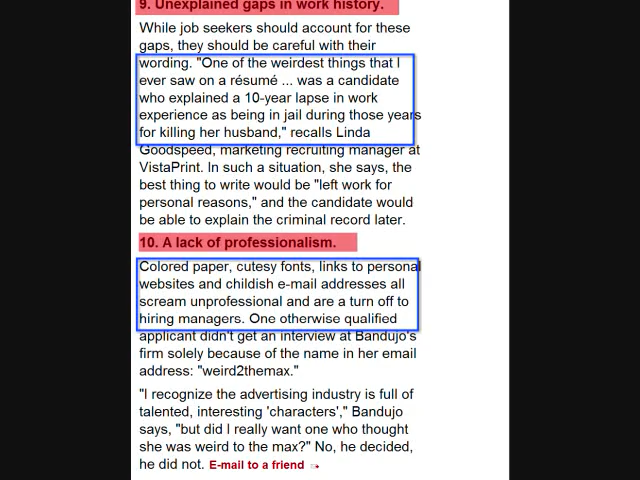 9. Unexplained gaps in work history.
While job seekers should account for these
gaps, they should be careful with their
wording. "One of the weirdest things that I
ever saw on a résumé ... was a candidate
who explained a 10-year lapse in work
experience as being in jail during those years
for killing her husband," recalls Linda
Goodspeed, marketing recruiting manager at
VistaPrint. In such a situation, she says, the
best thing to write would be "left work for
personal reasons," and the candidate would
be able to explain the criminal record later.
10. A lack of professionalism.
Colored paper, cutesy fonts, links to personal
websites and childish e-mail addresses all
scream unprofessional and are a turn off to
hiring managers. One otherwise qualified
applicant didn't get an interview at Bandujo's
firm solely because of the name in her email
address: "weird2themax."
"I recognize the advertising industry is full of
talented, interesting 'characters'," Bandujo
says, "but did I really want one who thought
she was weird to the max?" No, he decided,
he did not. E-mail to a friend